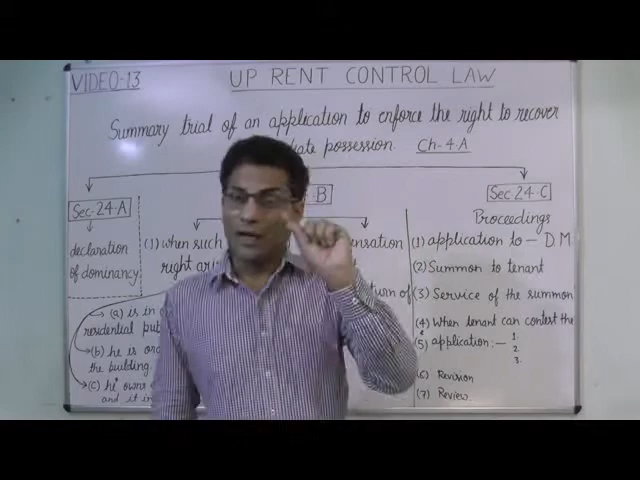 VIDEO-13
UP RENT CONTROL LAW
Summary trial of an application to enforce the right to recover
possession. Ch-4.A
Sec.24.A
B
Sec.24.C
declaration
of dominancy
(1) when such
right
Proceedings
(1) application to — D.M
(2) Summon to tenant
(3) Service of the summon
(4) When tenant can contest the
(5) application :— 1.
2.
3.
(6) Revision
(7) Review.
(a) is in
residential
(b) he is
the building.
(c) he owns
and it in
of